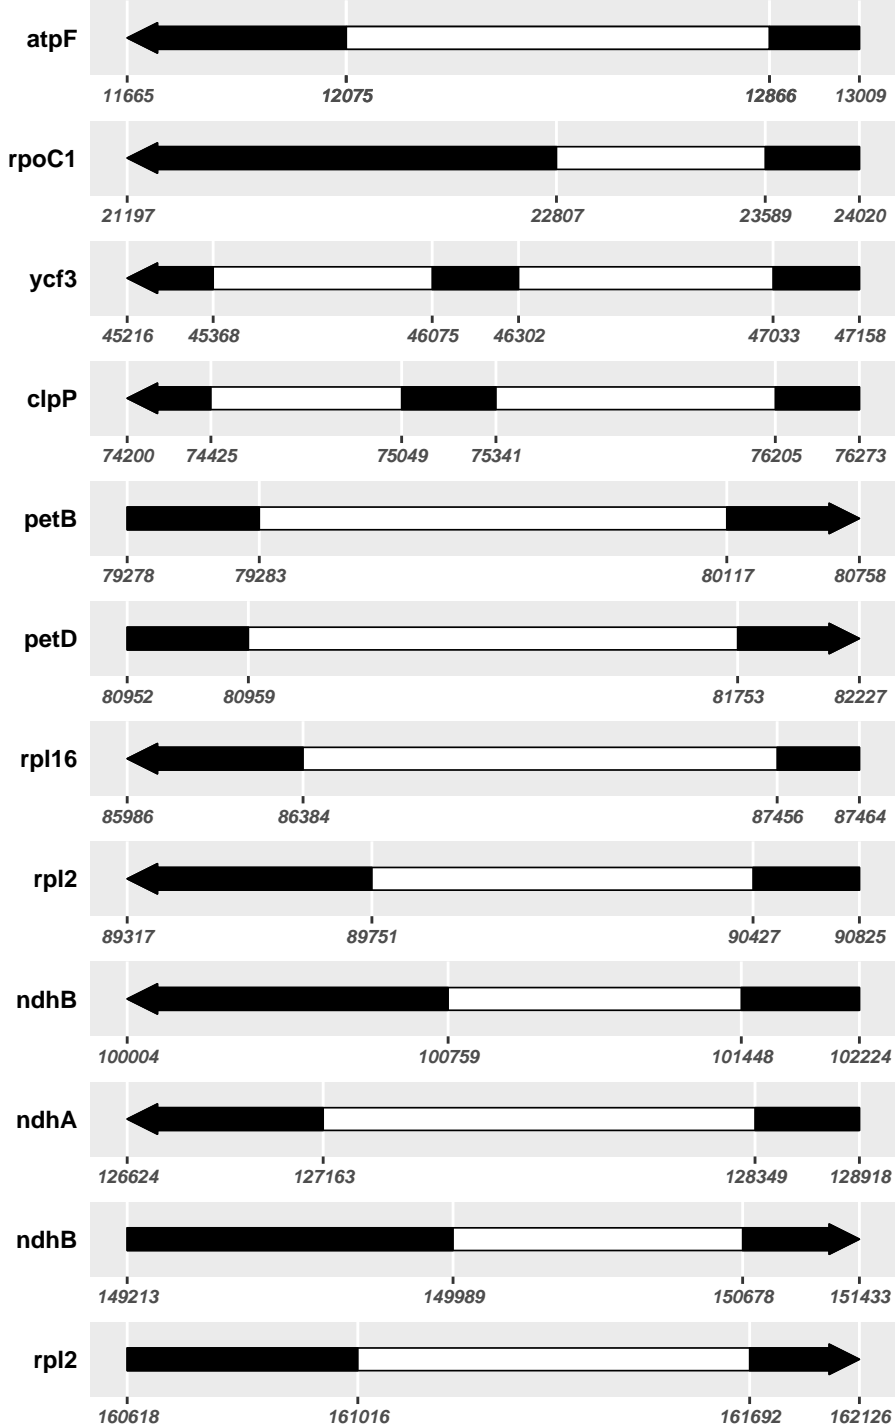 atpF
11665 12075 12866 13009
rpoC1
21197 22807 23589 24020
ycf3
45216 45368 46075 46302 47033 47158
clpP
74200 74425 75049 75341 76205 76273
petB
79278 79283 80117 80758
petD
80952 80959 81753 82227
rpl16
85986 86384 87456 87464
rpl2
89317 89751 90427 90825
ndhB
100004 100759 101448 102224
ndhA
126624 127163 128349 128918
ndhB
149213 149989 150678 151433
rpl2
160618 161016 161692 162126